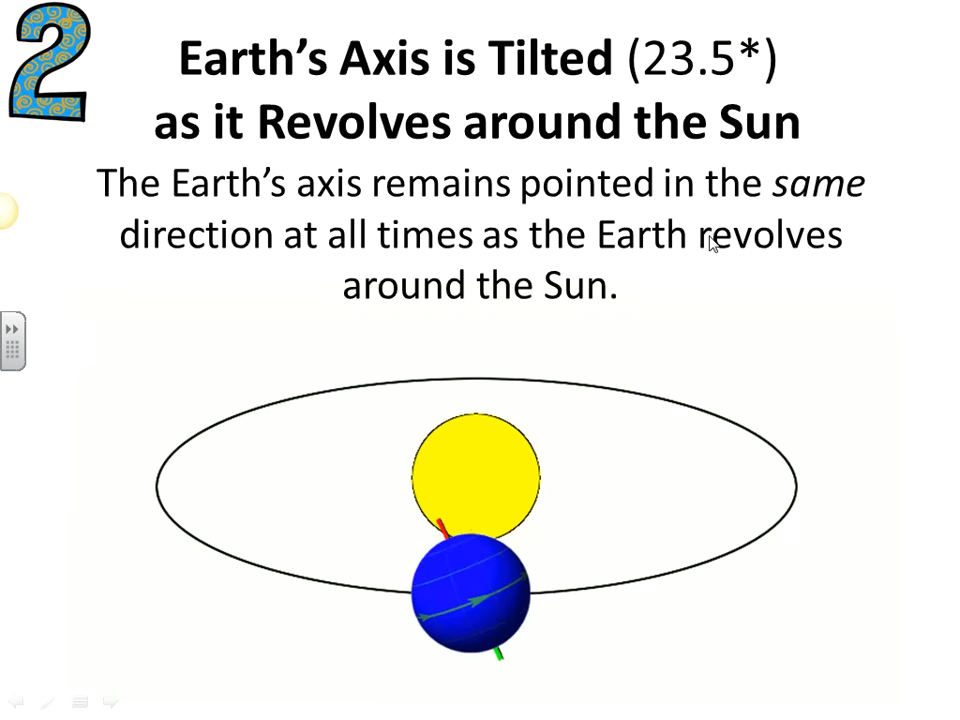 2
Earth’s Axis is Tilted (23.5*)
as it Revolves around the Sun
The Earth’s axis remains pointed in the same
direction at all times as the Earth revolves
around the Sun.